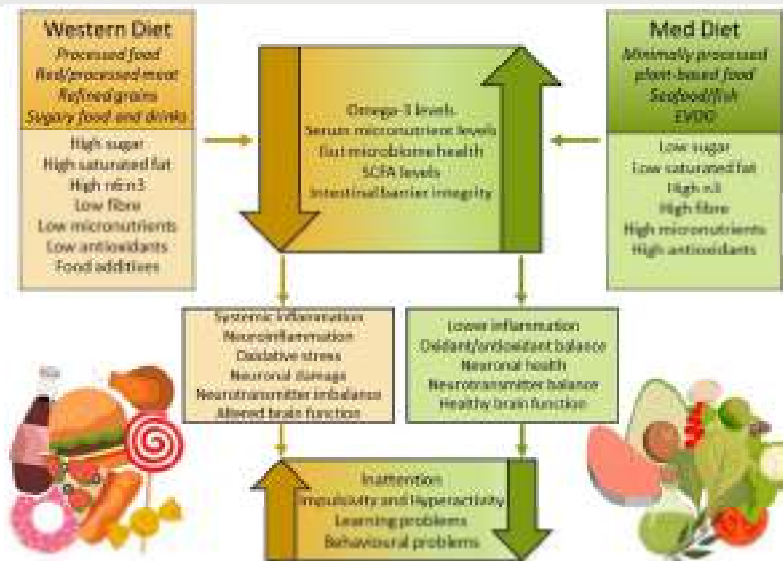 Western Diet
Processed food
Red/processed meat
Refined grains
Sugary food and drinks
High sugar
High saturated fat
High n6:n3
Low fibre
Low micronutrients
Low antioxidants
Food additives
Omega-3 levels
Serum micronutrient levels
Gut microbiome health
SCFA levels
Intestinal barrier integrity
Med Diet
Minimally processed
plant-based food
Seafood/fish
EVOO
Low sugar
Low saturated fat
High n3
High fibre
High micronutrients
High antioxidants
Systemic inflammation
Neuroinflammation
Oxidative stress
Neuronal damage
Neurotransmitter imbalance
Altered brain function
Lower inflammation
Oxidant/antioxidant balance
Neuronal health
Neurotransmitter balance
Healthy brain function
Inattention
Impulsivity and Hyperactivity
Learning problems
Behavioural problems